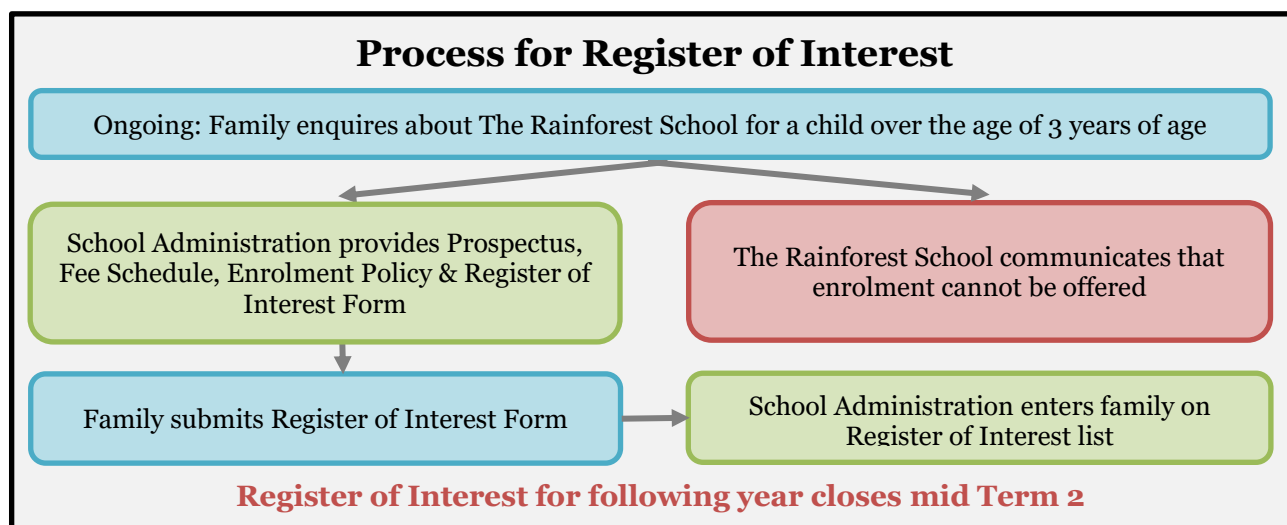 Process for Register of Interest
Ongoing: Family enquires about The Rainforest School for a child over the age of 3 years of age
School Administration provides Prospectus,
Fee Schedule, Enrolment Policy & Register of
Interest Form
The Rainforest School communicates that
enrolment cannot be offered
Family submits Register of Interest Form
School Administration enters family on
Register of Interest list
Register of Interest for following year closes mid Term 2